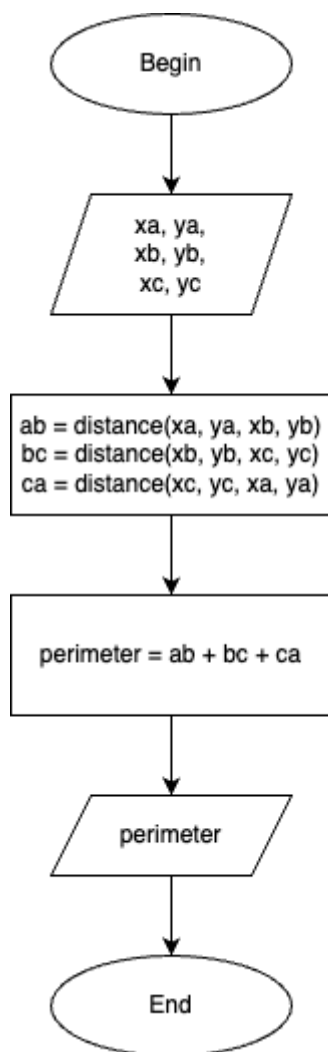 Begin
xa, ya,
xb, yb,
xc, yc
ab = distance(xa, ya, xb, yb)
bc = distance(xb, yb, xc, yc)
ca = distance(xc, yc, xa, ya)
perimeter = ab + bc + ca
perimeter
End